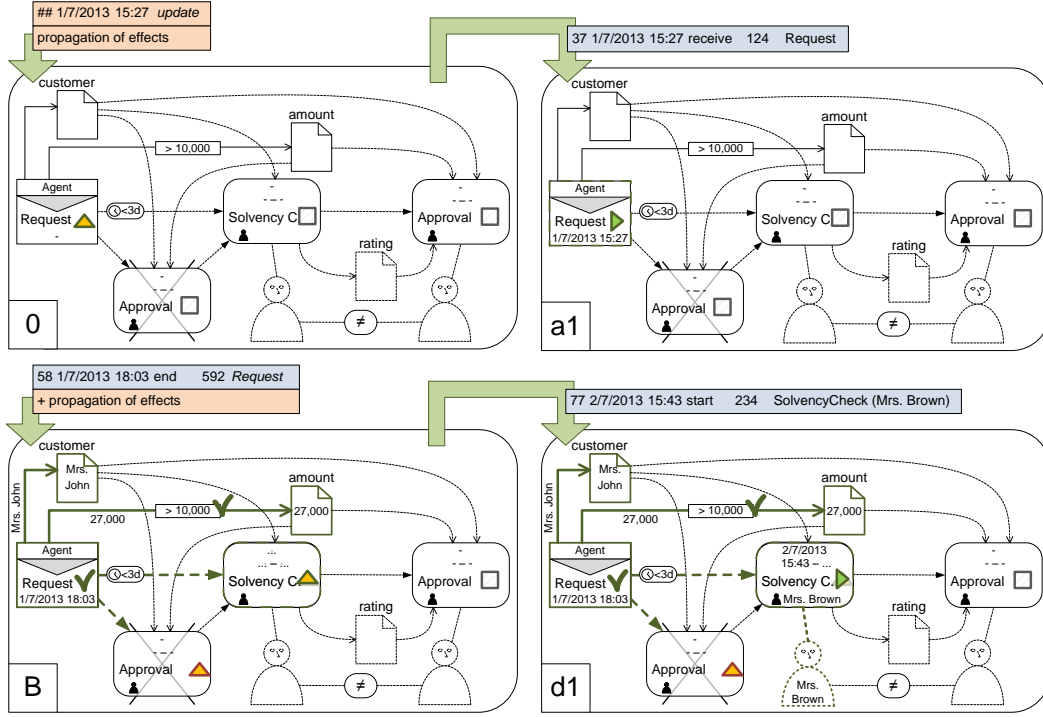 ## 1/7/2013 15:27 update
propagation of effects
customer
amount
> 10,000
Agent
Request
-
<3d
-
- -- -
Solvency C.
-
- -- -
Approval
rating
-
- -- -
Approval
≠
0
37 1/7/2013 15:27 receive 124 Request
customer
amount
> 10,000
Agent
Request
1/7/2013 15:27
<3d
-
- -- -
Solvency C.
-
- -- -
Approval
rating
-
- -- -
Approval
≠
a1
58 1/7/2013 18:03 end 592 Request
+ propagation of effects
customer
Mrs.
John
Mrs. John
amount
27,000
> 10,000
27,000
Agent
Request
1/7/2013 18:03
<3d
...
... – ...
Solvency C.
-
- -- -
Approval
rating
-
- -- -
Approval
≠
B
77 2/7/2013 15:43 start 234 SolvencyCheck (Mrs. Brown)
customer
Mrs.
John
Mrs. John
amount
27,000
> 10,000
27,000
Agent
Request
1/7/2013 18:03
<3d
2/7/2013
15:43 – ...
Solvency C.
Mrs. Brown
-
- -- -
Approval
rating
-
- -- -
Approval
Mrs.
Brown
≠
d1